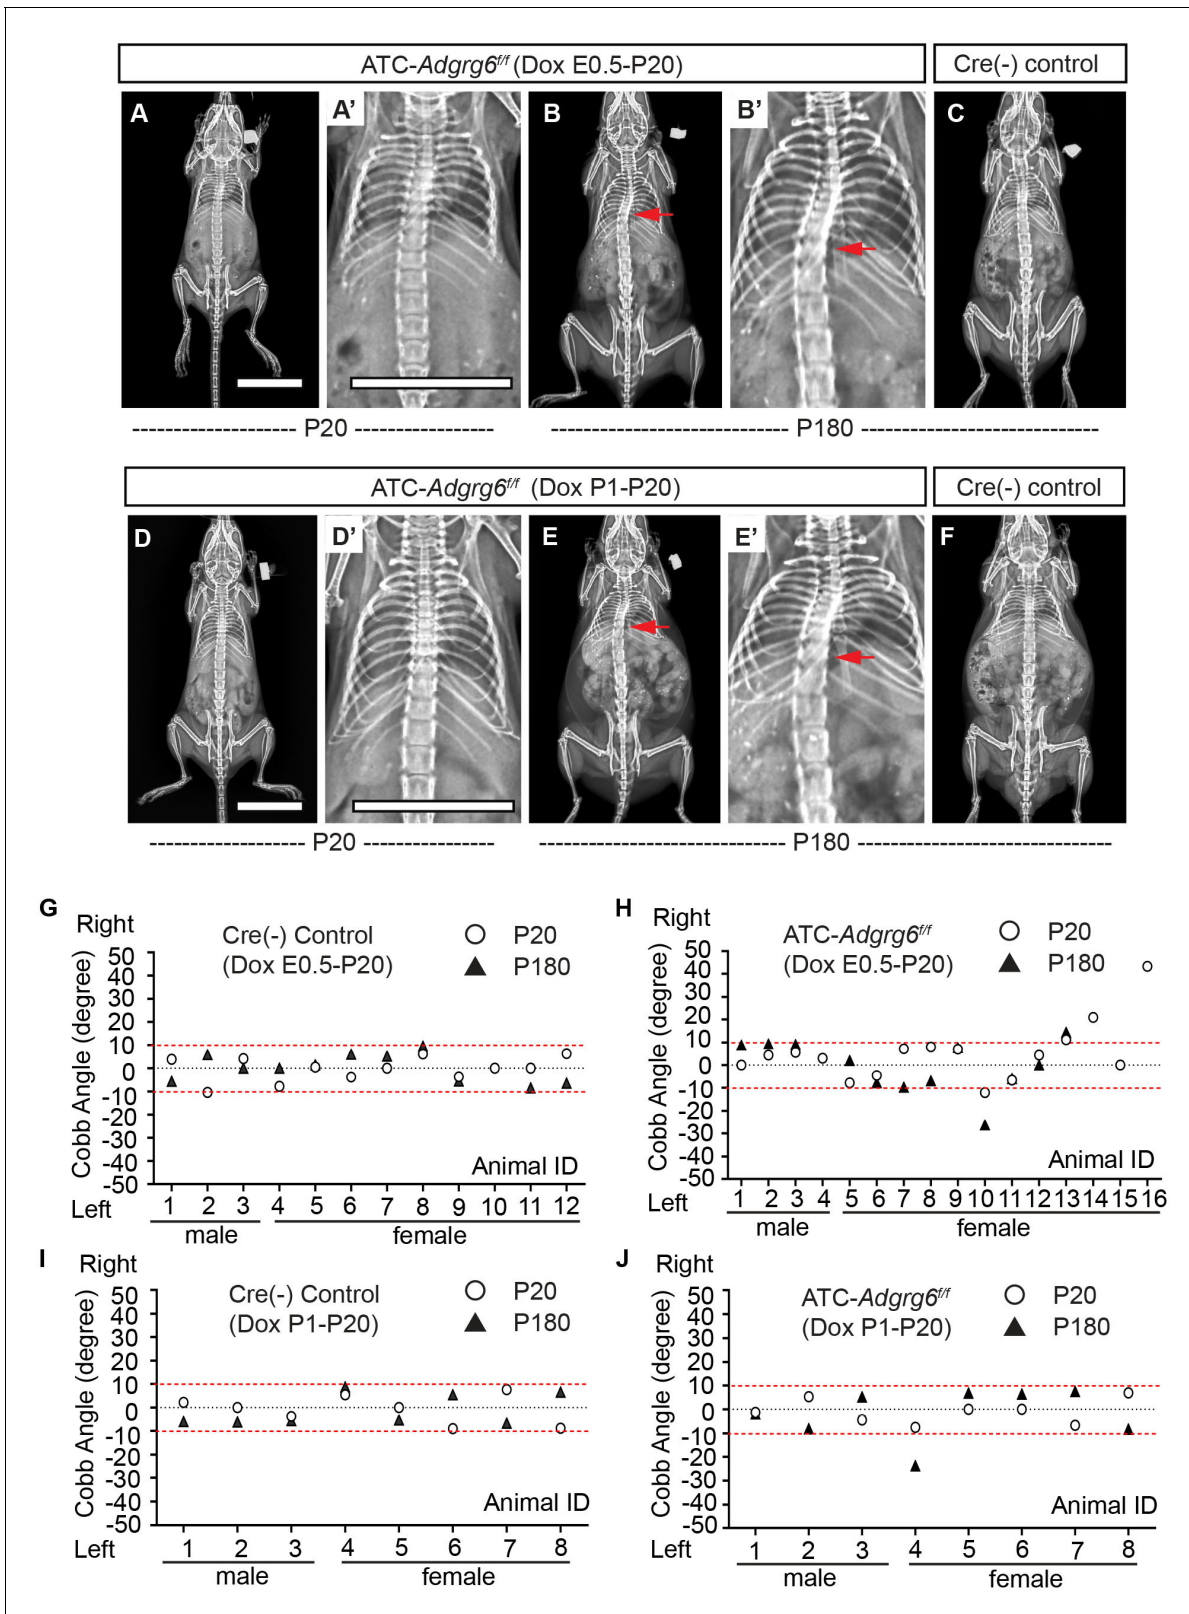 ATC-Adgrg6f/f (Dox E0.5-P20)
Cre(-) control
A
A’
B
B’
C
-------------------- P20 -----------------
----------------------------- P180 -----------------------------
ATC-Adgrg6f/f (Dox P1-P20)
Cre(-) control
D
D’
E
E’
F
------------------- P20 ----------------
------------------------------ P180 -------------------------------
G
Right
Cre(-) Control
(Dox E0.5-P20)
P20
P180
Cobb Angle (degree)
50
40
30
20
10
0
-10
-20
-30
-40
-50
Animal ID
Left
1 2 3 4 5 6 7 8 9 10 11 12
male female
H
Right
ATC-Adgrg6f/f
(Dox E0.5-P20)
P20
P180
Cobb Angle (degree)
50
40
30
20
10
0
-10
-20
-30
-40
-50
Animal ID
Left
1 2 3 4 5 6 7 8 9 10 11 12 13 14 15 16
male female
I
Right
Cre(-) Control
(Dox P1-P20)
P20
P180
Cobb Angle (degree)
50
40
30
20
10
0
-10
-20
-30
-40
-50
Animal ID
Left
1 2 3 4 5 6 7 8
male female
J
Right
ATC-Adgrg6f/f
(Dox P1-P20)
P20
P180
Cobb Angle (degree)
50
40
30
20
10
0
-10
-20
-30
-40
-50
Animal ID
Left
1 2 3 4 5 6 7 8
male female